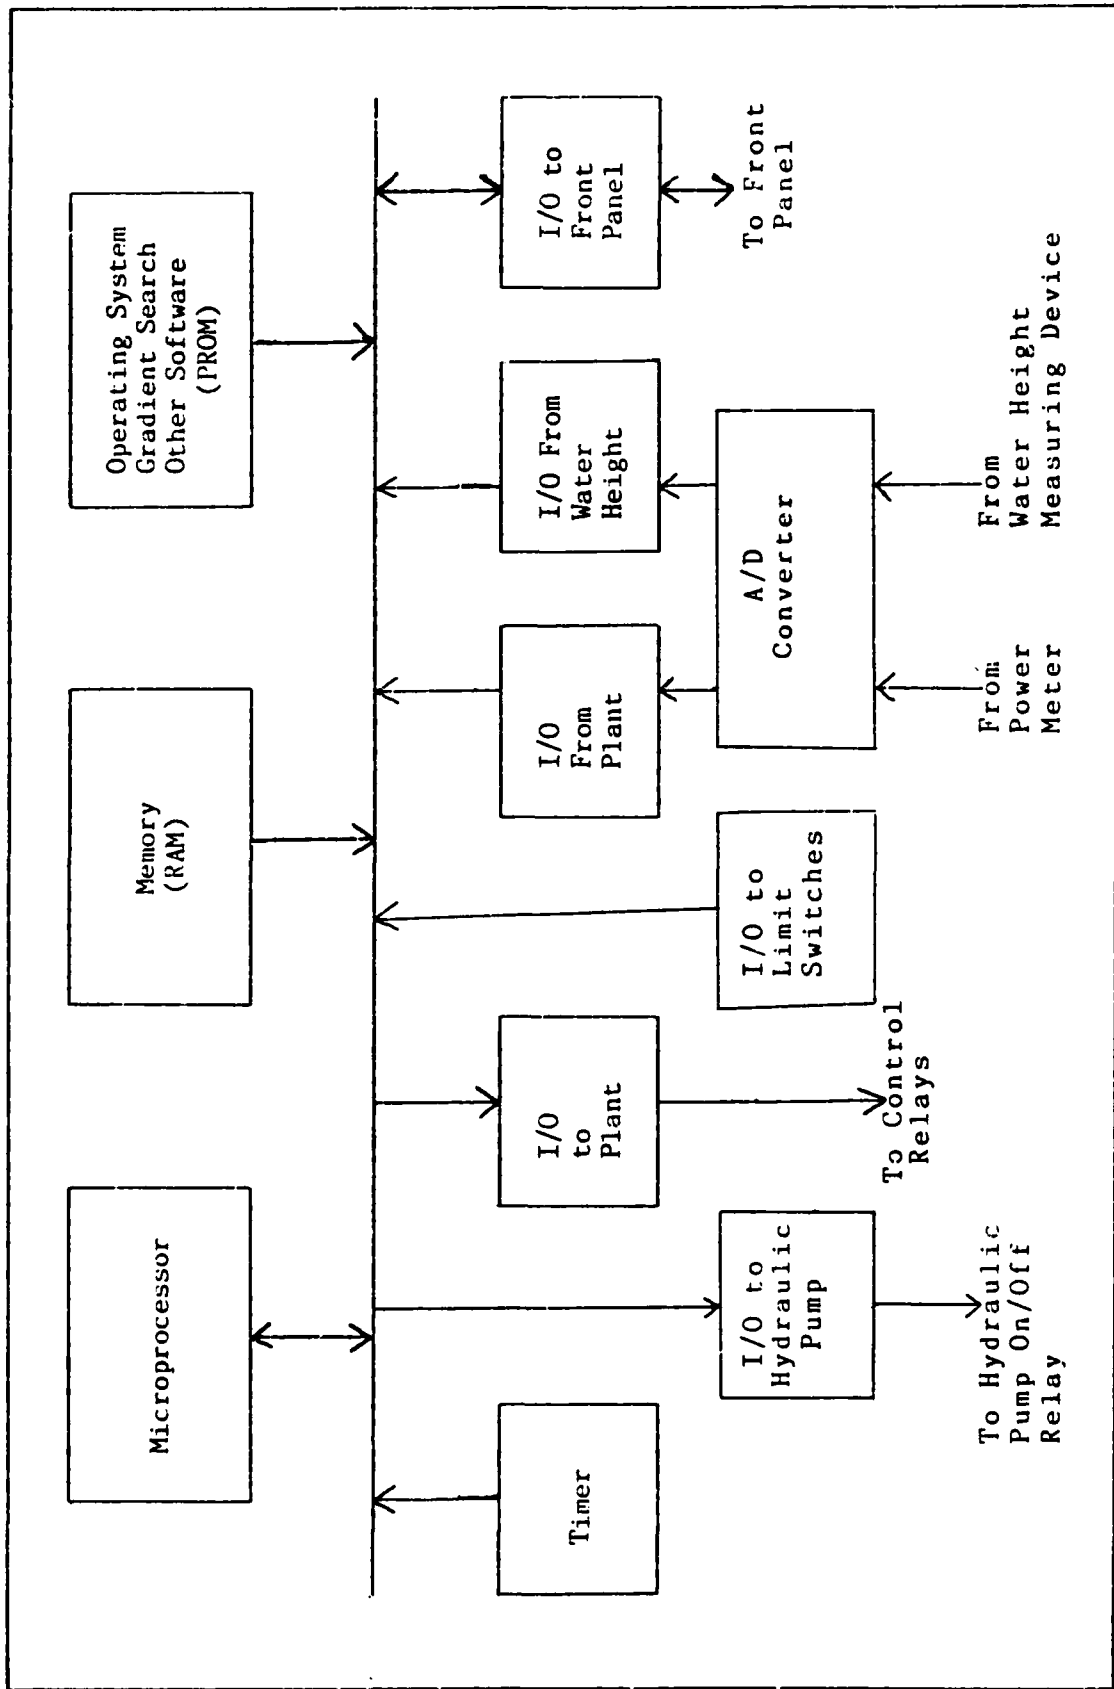 Microprocessor
Memory
(RAM)
Operating System
Gradient Search
Other Software
(PROM)
Timer
I/O to
Hydraulic
Pump
To Hydraulic
Pump On/Off
Relay
I/O
to
Plant
To Control
Relays
I/O to
Limit
Switches
I/O
From
Plant
I/O From
Water
Height
A/D
Converter
From
Power
Meter
From
Water Height
Measuring Device
I/O to
Front
Panel
To Front
Panel